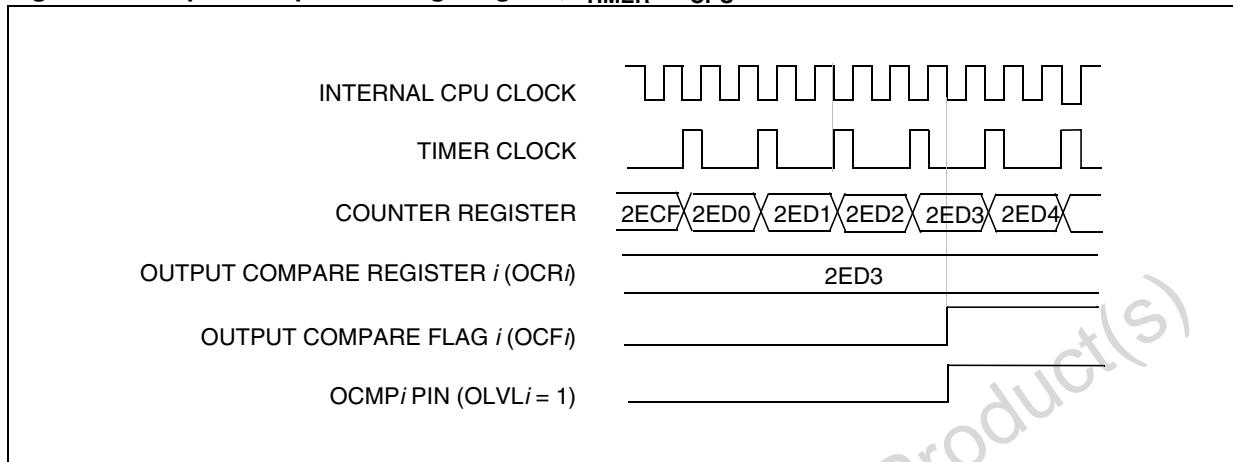 INTERNAL CPU CLOCK
TIMER CLOCK
COUNTER REGISTER 2ECF 2ED0 2ED1 2ED2 2ED3 2ED4
OUTPUT COMPARE REGISTER i (OCRi) 2ED3
OUTPUT COMPARE FLAG i (OCFi)
OCMPi PIN (OLVLi = 1)
Product(s)